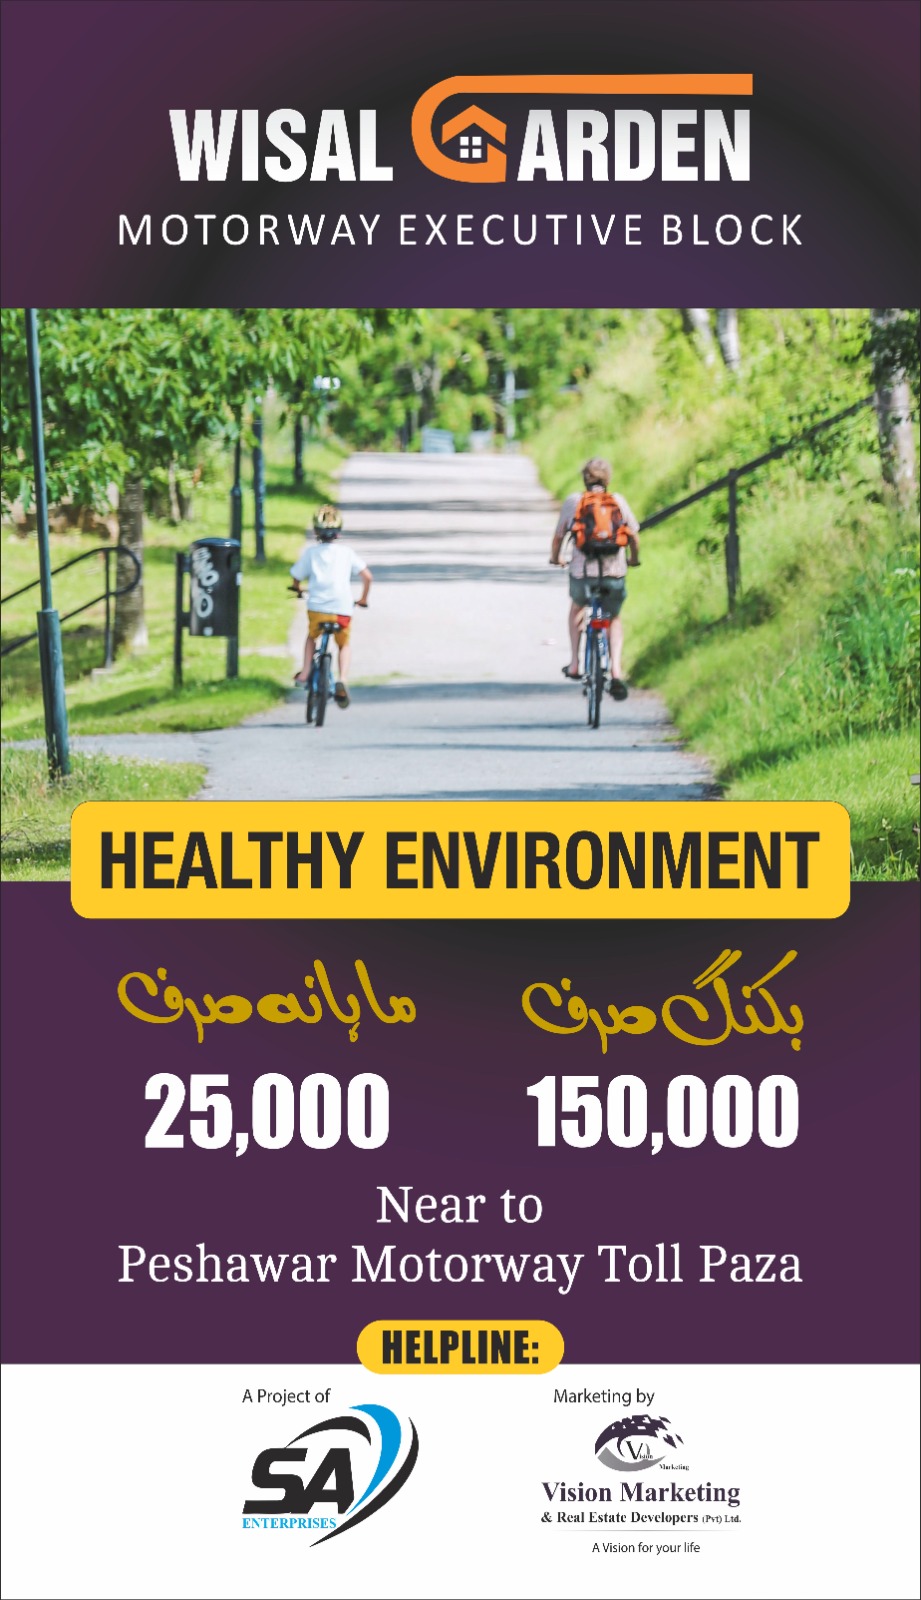 WISAL GARDEN
MOTORWAY EXECUTIVE BLOCK
HEALTHY ENVIRONMENT
بکنگ صرف
150,000
ماہانہ صرف
25,000
Near to
Peshawar Motorway Toll Paza
HELPLINE:
A Project of
SA
ENTERPRISES
Marketing by
Vision
Marketing
Vision Marketing
& Real Estate Developers (Pvt) Ltd.
A Vision for your life